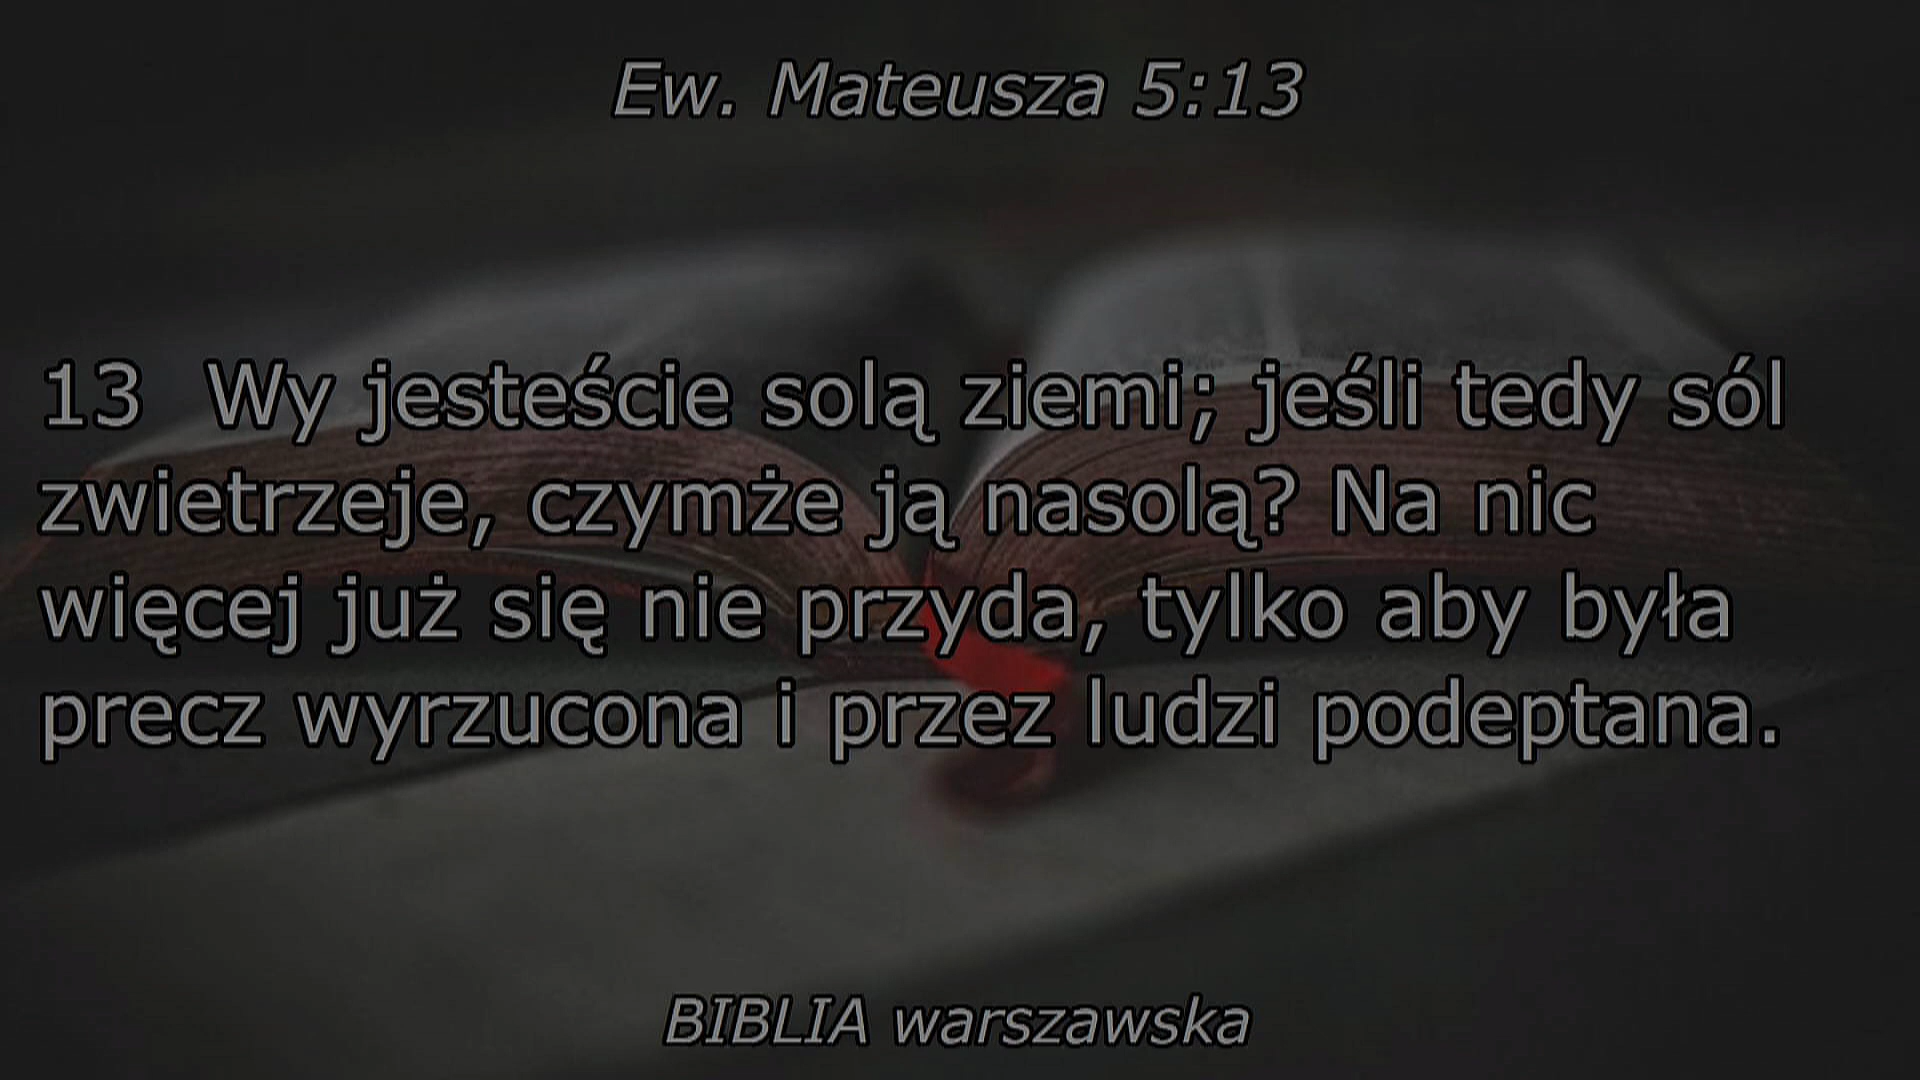 Ew. Mateusza 5:13
13 Wy jesteście solą ziemi; jeśli tedy sól
zwietrzeje, czymże ją nasolą? Na nic
więcej już się nie przyda, tylko aby była
precz wyrzucona i przez ludzi podeptana.
BIBLIA warszawska